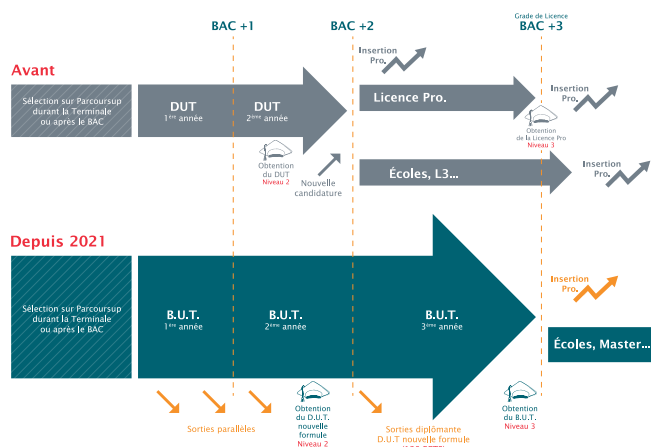 Grade de Licence
BAC +1
BAC +2
BAC +3
Avant
Insertion
Pro.
Sélection sur Parcoursup
durant la Terminale
ou après le BAC
DUT
1ère année
DUT
2ème année
Licence Pro.
Insertion
Pro.
Obtention
de la Licence Pro
Niveau 3
Obtention
du DUT
Niveau 2
Nouvelle
candidature
Écoles, L3...
Insertion
Pro.
Depuis 2021
Sélection sur Parcoursup
durant la Terminale
ou après le BAC
B.U.T.
1ère année
B.U.T.
2ème année
B.U.T.
3ème année
Insertion
Pro.
Écoles, Master...
Sorties parallèles
Obtention
du D.U.T.
nouvelle
formule
Niveau 2
Sorties diplômante
D.U.T nouvelle formule
Obtention
du B.U.T.
Niveau 3